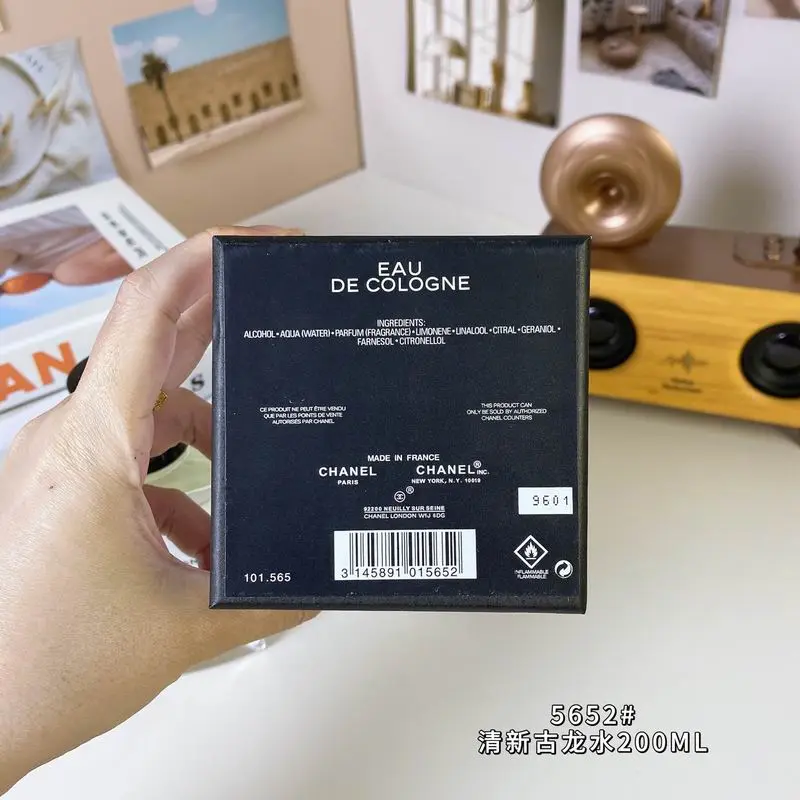 EAU
DE COLOGNE
INGREDIENTS:
ALCOHOL • AQUA (WATER) • PARFUM (FRAGRANCE) • LIMONENE • LINALOOL • CITRAL • GERANIOL •
FARNESOL • CITRONELLOL
CE PRODUIT NE PEUT ÊTRE VENDU
QUE PAR LES POINTS DE VENTE
AUTORISÉS PAR CHANEL
THIS PRODUCT CAN
ONLY BE SOLD BY AUTHORIZED
CHANEL COUNTERS
MADE IN FRANCE
CHANEL
PARIS
CHANEL® INC.
NEW YORK, N.Y. 10019
®
92200 NEUILLY SUR SEINE
CHANEL LONDON W1J 6DG
9601
3 145891 015652
101.565
INFLAMMABLE
FLAMMABLE
AN
5652#
清新古龙水200ML